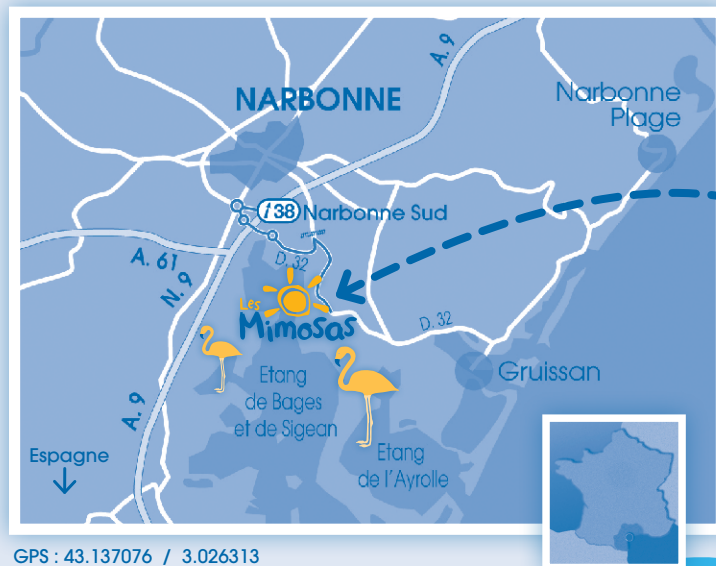 A. 9
NARBONNE
Narbonne
Plage
i 38 Narbonne Sud
A. 61
N. 9
D. 32
Les
Mimosas
D. 32
Etang
de Bages
et de Sigean
Gruissan
A. 9
Etang
de l'Ayrolle
Espagne
GPS : 43.137076 / 3.026313